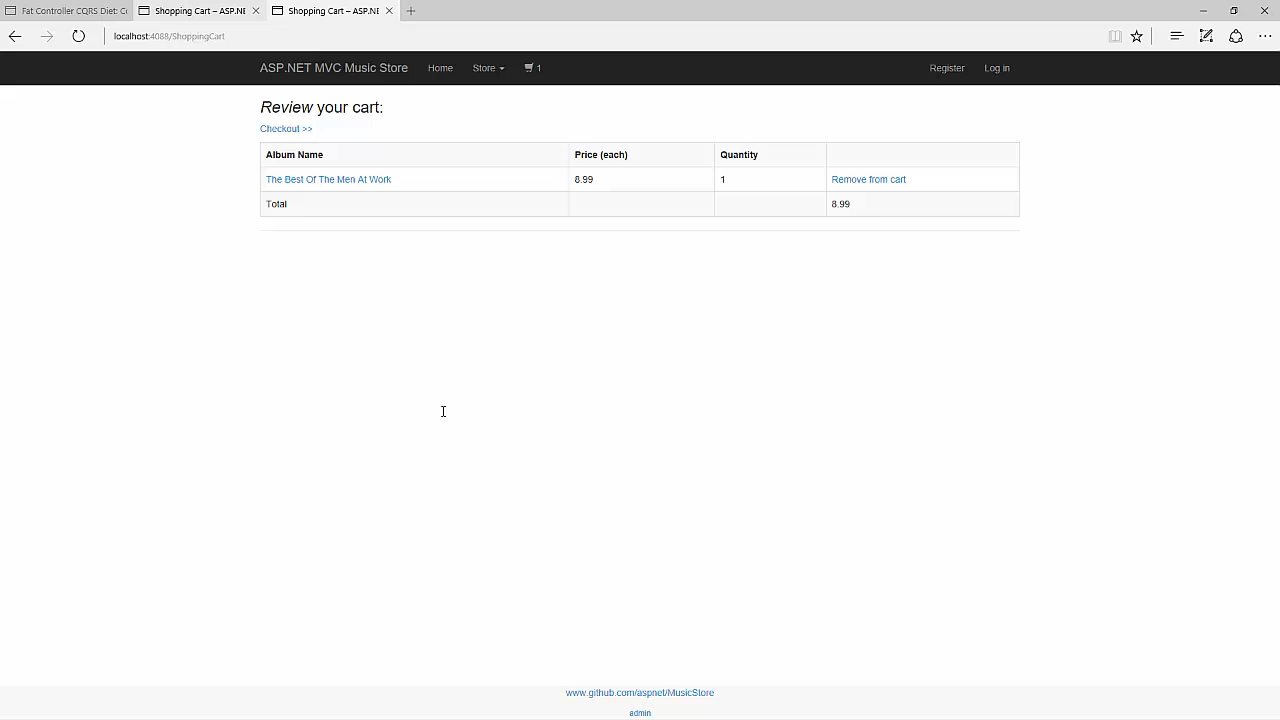 Fat Controller CQRS Diet: Co
Shopping Cart – ASP.NE
Shopping Cart – ASP.NE
localhost:4088/ShoppingCart
ASP.NET MVC Music Store Home Store 1 Register Log in
Review your cart:
Checkout >>
Album Name Price (each) Quantity
The Best Of The Men At Work 8.99 1 Remove from cart
Total 8.99
www.github.com/aspnet/MusicStore
admin